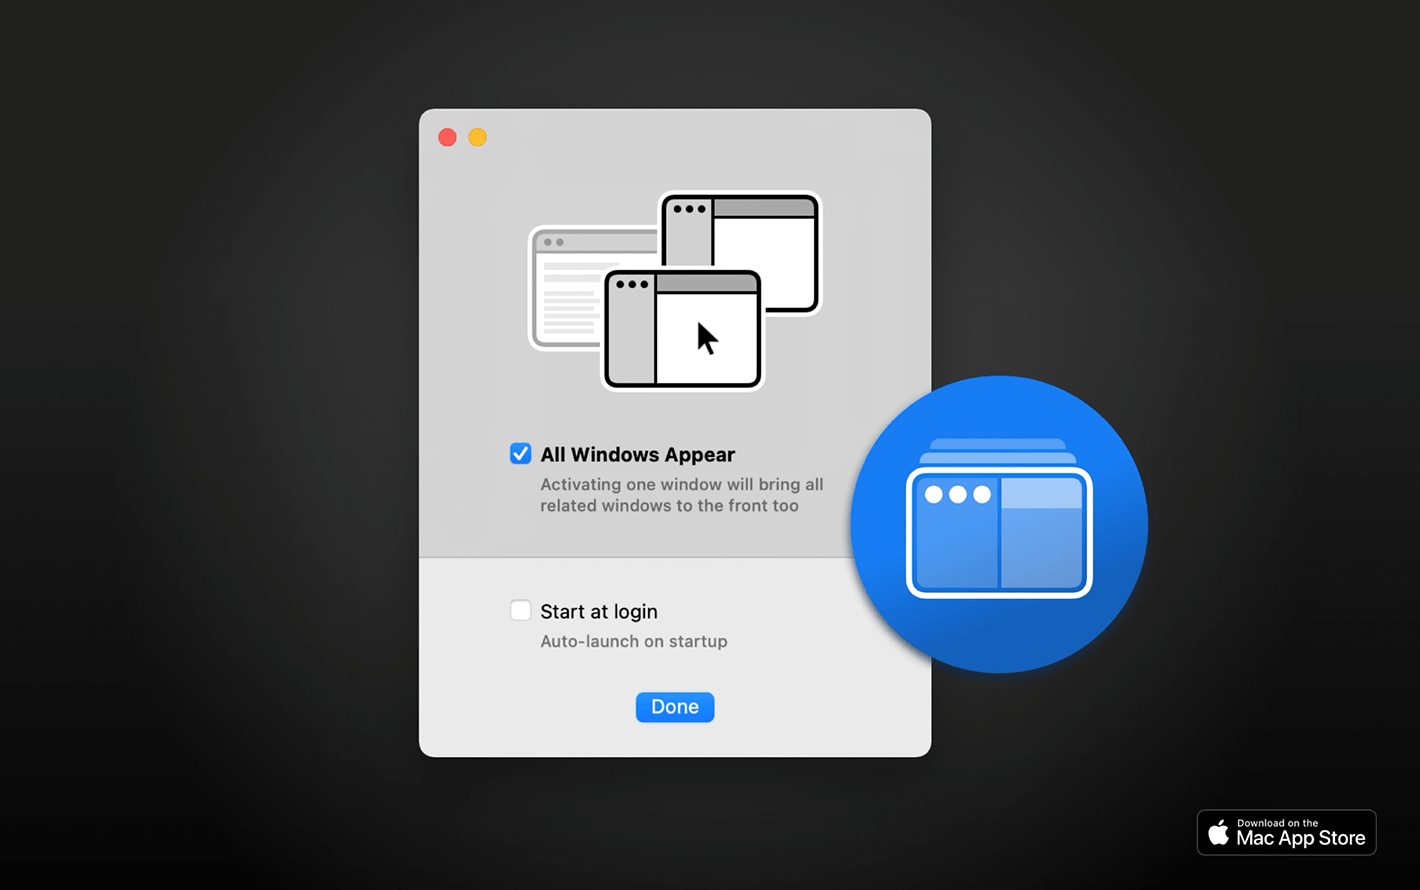 All Windows Appear
Activating one window will bring all
related windows to the front too
Start at login
Auto-launch on startup
Done
Download on the
Mac App Store